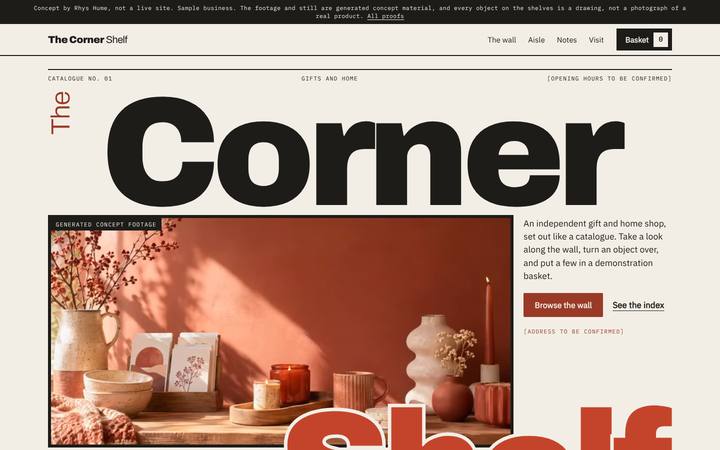 Concept by Rhys Hume, not a live site. Sample business. The footage and still are generated concept material, and every object on the shelves is a drawing, not a photograph of a
real product. All proofs
The Corner Shelf
The wall
Aisle
Notes
Visit
Basket 0
CATALOGUE NO. 01
GIFTS AND HOME
[OPENING HOURS TO BE CONFIRMED]
The
Corner
GENERATED CONCEPT FOOTAGE
An independent gift and home shop,
set out like a catalogue. Take a look
along the wall, turn an object over,
and put a few in a demonstration
basket.
Browse the wall
See the index
[ADDRESS TO BE CONFIRMED]
Shelf